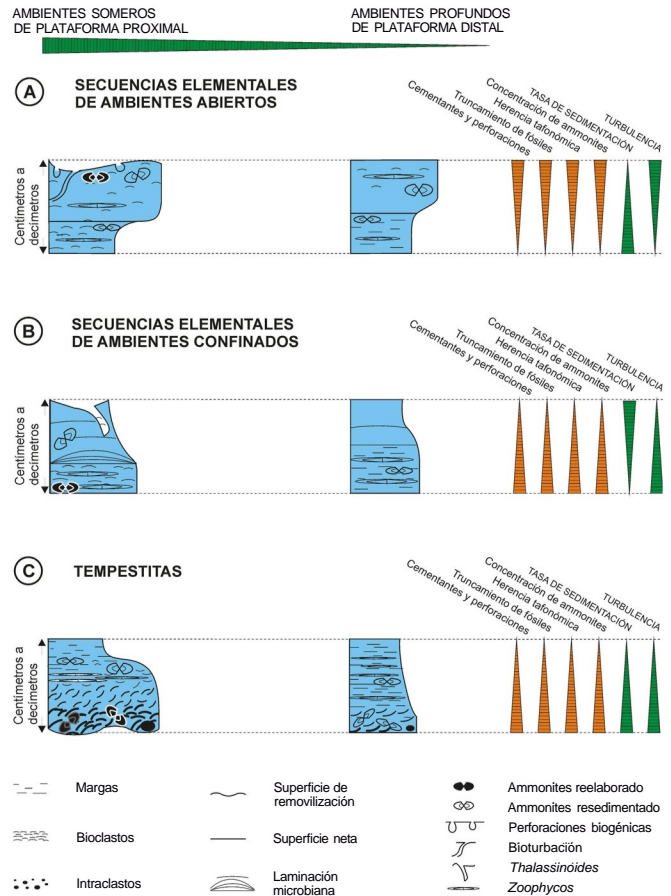 AMBIENTES SOMEROS
DE PLATAFORMA PROXIMAL
AMBIENTES PROFUNDOS
DE PLATAFORMA DISTAL
A
SECUENCIAS ELEMENTALES
DE AMBIENTES ABIERTOS
Cementantes y perforaciones
Truncamiento de fósiles
Herencia tafonómica
Concentración de ammonites
TASA DE SEDIMENTACIÓN
TURBULENCIA
Centímetros a
decímetros
B
SECUENCIAS ELEMENTALES
DE AMBIENTES CONFINADOS
Cementantes y perforaciones
Truncamiento de fósiles
Herencia tafonómica
Concentración de ammonites
TASA DE SEDIMENTACIÓN
TURBULENCIA
Centímetros a
decímetros
C
TEMPESTITAS
Cementantes y perforaciones
Truncamiento de fósiles
Herencia tafonómica
Concentración de ammonites
TASA DE SEDIMENTACIÓN
TURBULENCIA
Centímetros a
decímetros
Margas
Bioclastos
Intraclastos
Superficie de
removilización
Superficie neta
Laminación
microbiana
Ammonites reelaborado
Ammonites resedimentado
Perforaciones biogénicas
Bioturbación
Thalassinoides
Zoophycos